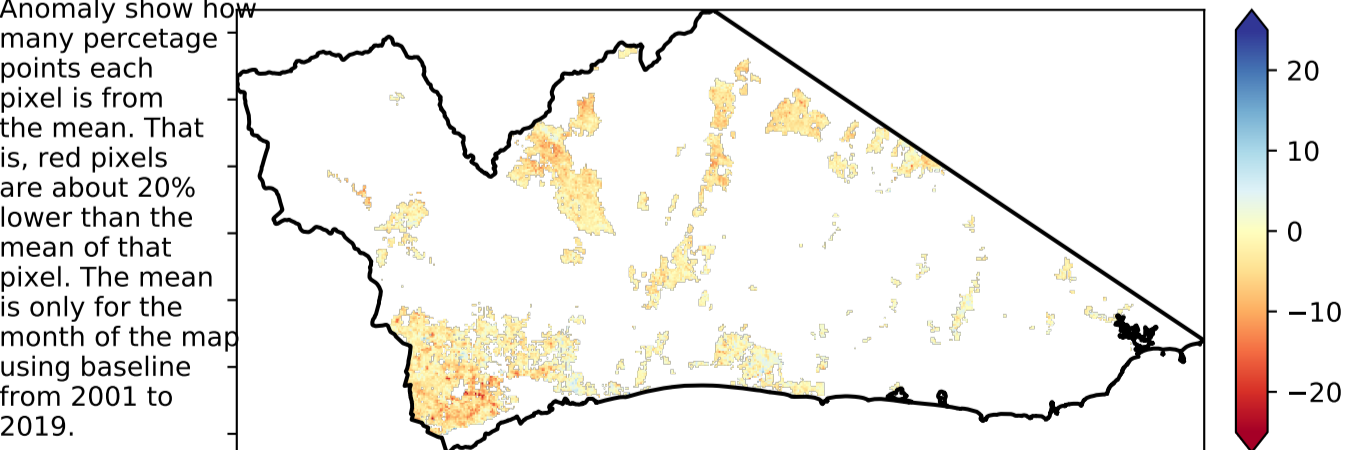 Anomaly show how
many percetage
points each
pixel is from
the mean. That
is, red pixels
are about 20%
lower than the
mean of that
pixel. The mean
is only for the
month of the map
using baseline
from 2001 to
2019.
20
10
0
−10
−20